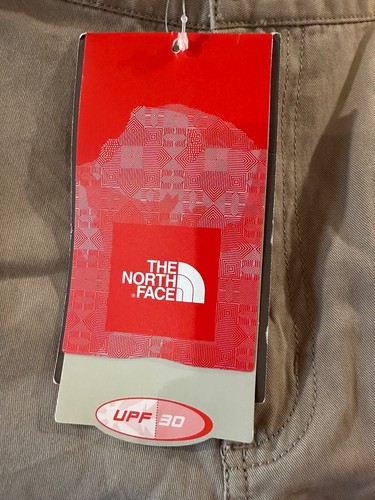 THE
NORTH
FACE
UPF 30